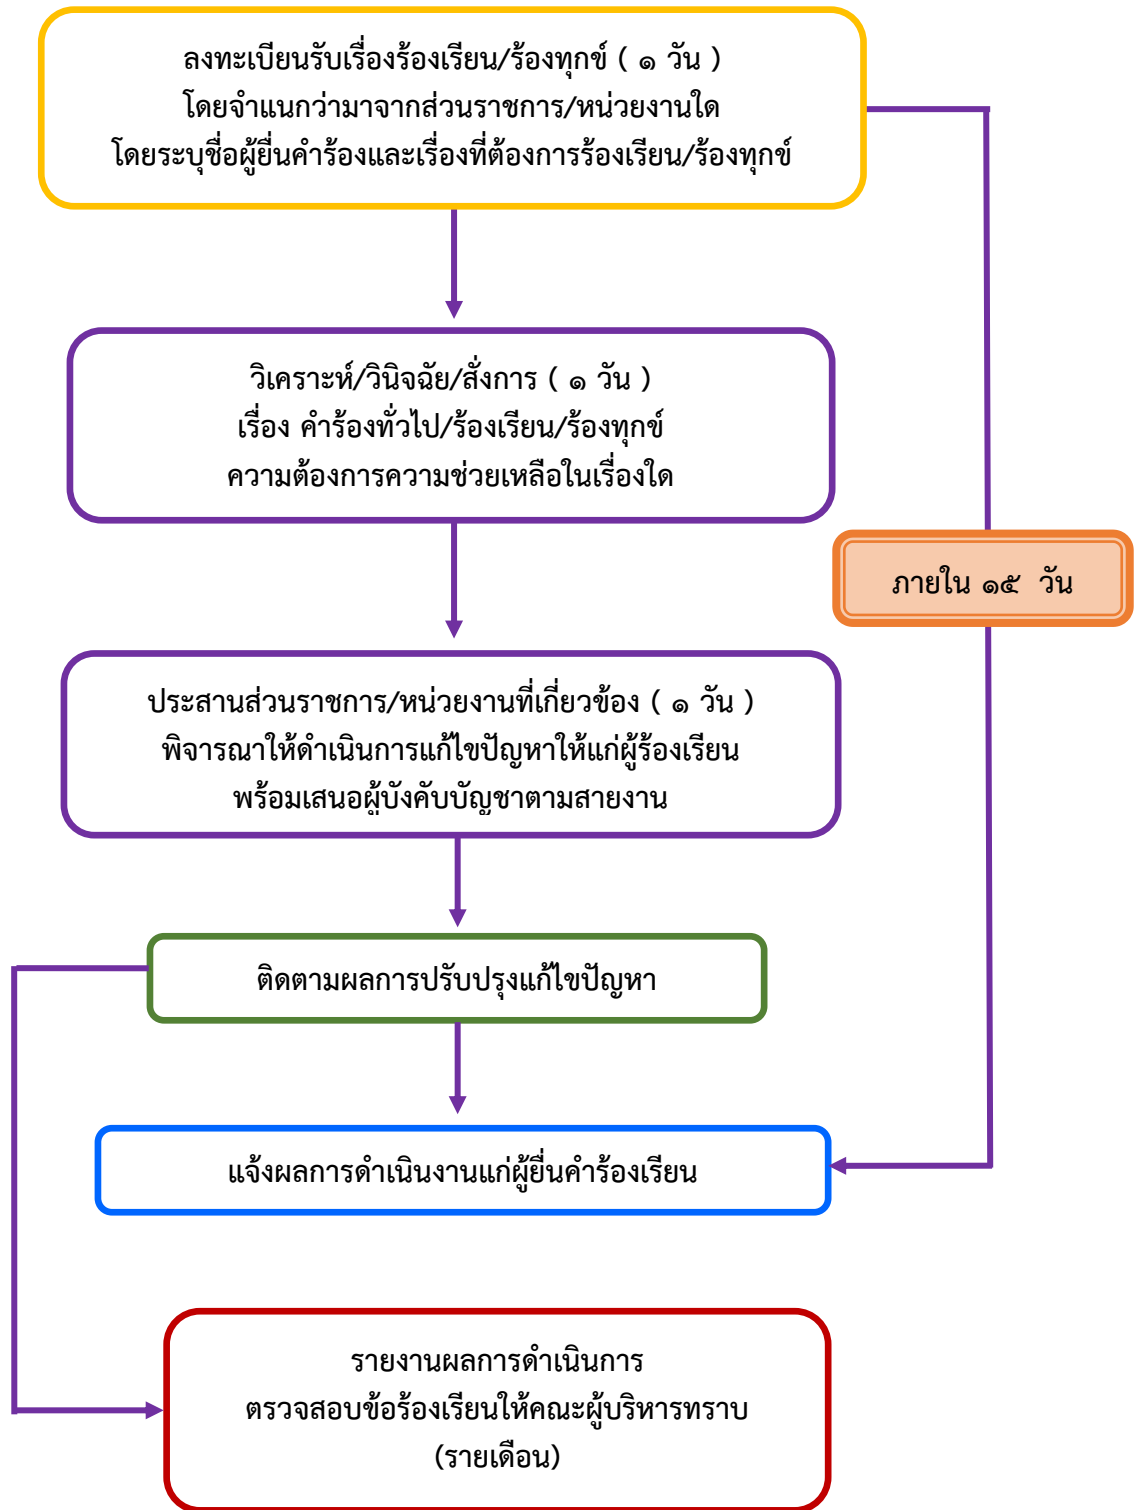 ลงทะเบียนรับเรื่องร้องเรียน/ร้องทุกข์ ( ๑ วัน )
โดยจำแนกว่ามาจากส่วนราชการ/หน่วยงานใด
โดยระบุชื่อผู้ยื่นคำร้องและเรื่องที่ต้องการร้องเรียน/ร้องทุกข์
วิเคราะห์/วินิจฉัย/สั่งการ ( ๑ วัน )
เรื่อง คำร้องทั่วไป/ร้องเรียน/ร้องทุกข์
ความต้องการความช่วยเหลือในเรื่องใด
ภายใน ๑๕ วัน
ประสานส่วนราชการ/หน่วยงานที่เกี่ยวข้อง ( ๑ วัน )
พิจารณาให้ดำเนินการแก้ไขปัญหาให้แก่ผู้ร้องเรียน
พร้อมเสนอผู้บังคับบัญชาตามสายงาน
ติดตามผลการปรับปรุงแก้ไขปัญหา
แจ้งผลการดำเนินงานแก่ผู้ยื่นคำร้องเรียน
รายงานผลการดำเนินการ
ตรวจสอบข้อร้องเรียนให้คณะผู้บริหารทราบ
(รายเดือน)